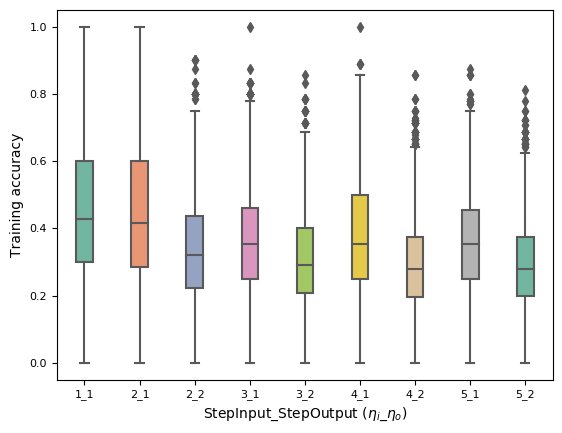 1.0
0.8
0.6
0.4
0.2
0.0
Training accuracy
1_1 2_1 2_2 3_1 3_2 4_1 4_2 5_1 5_2
StepInput_StepOutput (η_i_η_o)